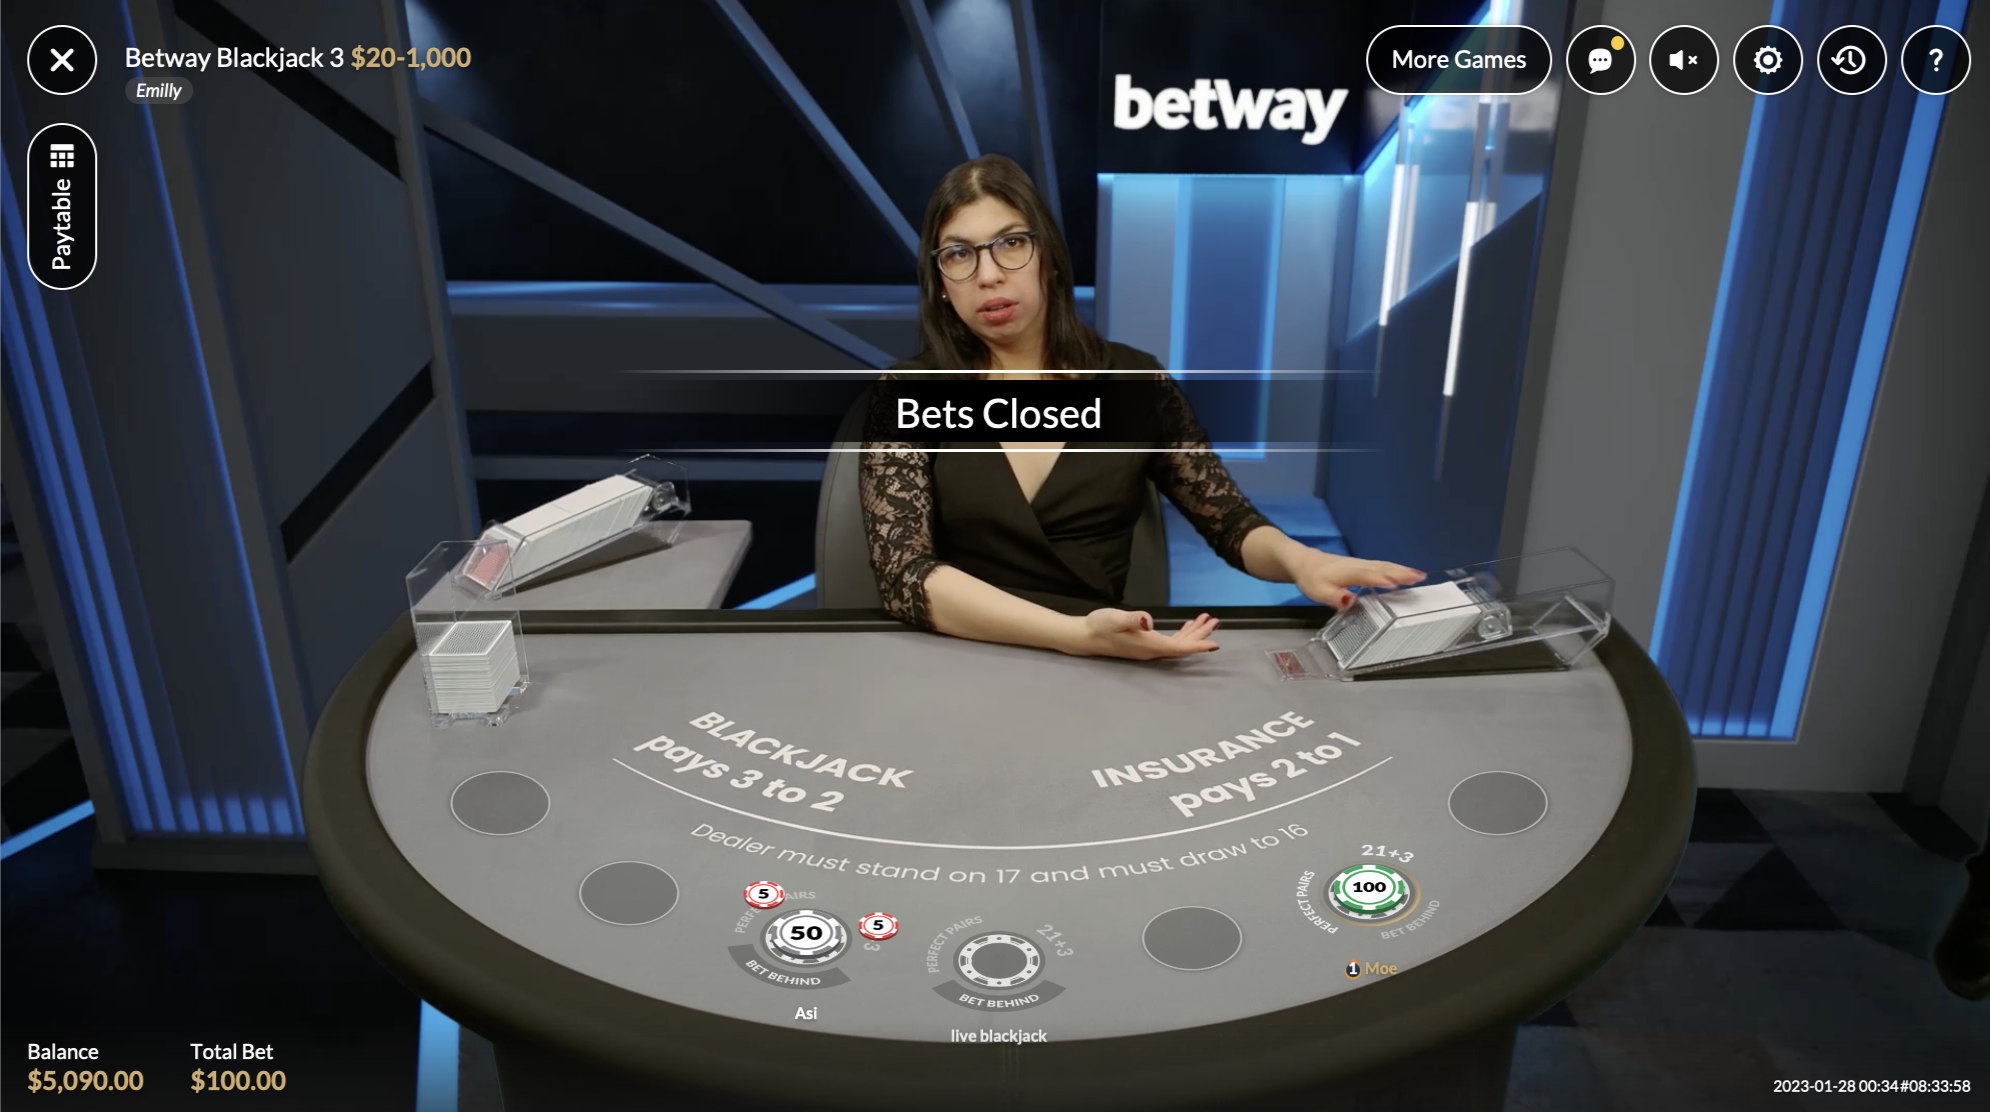 Betway Blackjack 3 $20-1,000
Emilly
More Games
?
Paytable
betway
Bets Closed
BLACKJACK
pays 3 to 2
INSURANCE
pays 2 to 1
Dealer must stand on 17 and must draw to 16
5
50
5
BET BEHIND
Asi
PERFECT PAIRS
21+3
BET BEHIND
live blackjack
21+3
PERFECT PAIRS
100
BET BEHIND
1 Moe
Balance
$5,090.00
Total Bet
$100.00
2023-01-28 00:34#08:33:58